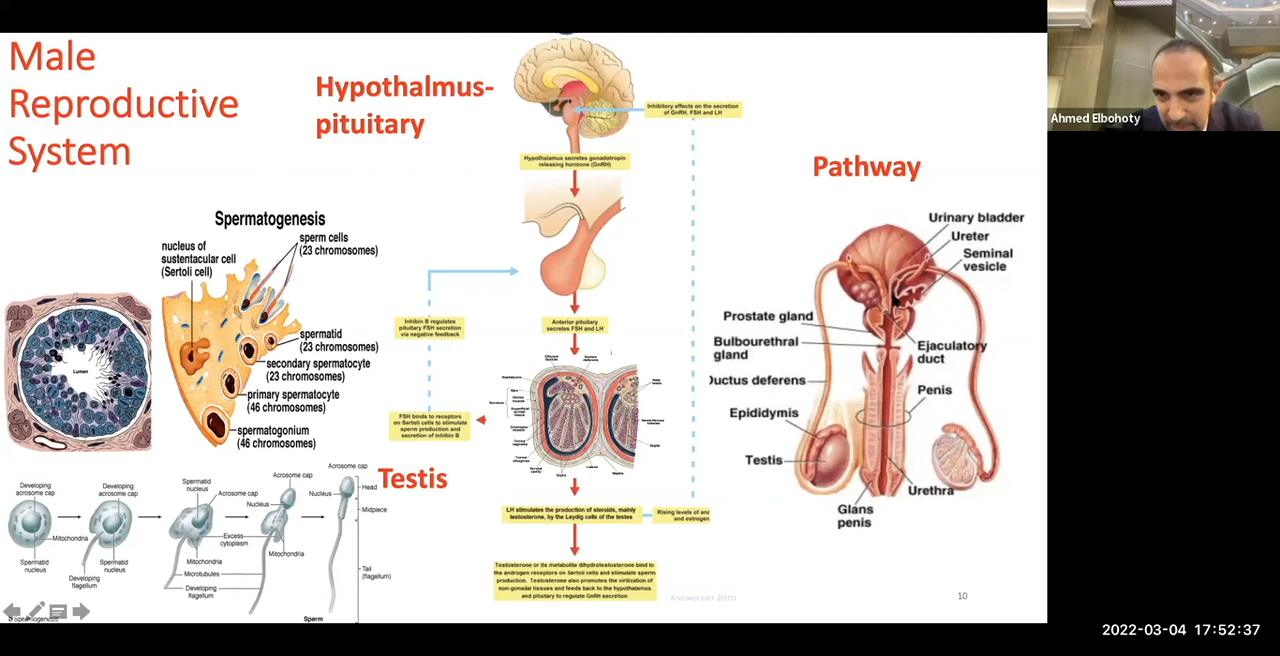 Male
Reproductive
System
Hypothalmus-
pituitary
Inhibitory effects on the secretion
of GnRH, FSH and LH
Hypothalamus secretes gonadotropin
releasing hormone (GnRH)
Ahmed Elbohoty
Pathway
Spermatogenesis
nucleus of
sustentacular cell
(Sertoli cell)
sperm cells
(23 chromosomes)
Lumen
spermatid
(23 chromosomes)
secondary spermatocyte
(23 chromosomes)
primary spermatocyte
(46 chromosomes)
spermatogonium
(46 chromosomes)
Inhibin B regulates
pituitary FSH secretion
via negative feedback
Anterior pituitary
secretes FSH and LH
FSH binds to receptors
on Sertoli cells to stimulate
sperm production and
secretion of inhibin B
Urinary bladder
Ureter
Seminal
vesicle
Prostate gland
Bulbourethral
gland
Ejaculatory
duct
Ductus deferens
Penis
Epididymis
Testis
Urethra
Glans
penis
Testis
LH stimulates the production of steroids, mainly
testosterone, by the Leydig cells of the testes
Rising levels of and
and estrogen
Testosterone or its metabolite dihydrotestosterone bind to
the androgen receptors on Sertoli cells and stimulate sperm
production. Testosterone also promotes the virilization of
non-gonadal tissues and feeds back to the hypothalamus
and pituitary to regulate GnRH secretion
Developing
acrosome cap
Developing
acrosome cap
Spermatid
nucleus
Acrosome cap
Acrosome cap
Nucleus
Acrosome cap
Nucleus
Head
Midpiece
Mitochondria
Spermatid
nucleus
Developing
flagellum
Spermatid
nucleus
Excess
cytoplasm
Mitochondria
Microtubules
Developing
flagellum
Mitochondria
Tail
(flagellum)
Sperm
10
2022-03-04 17:52:37